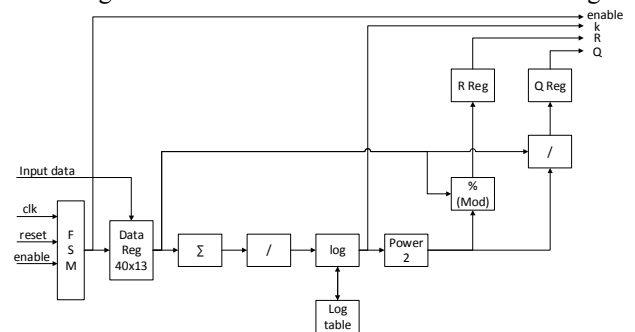 enable
k
R
Q
R Reg
Q Reg
/
%
(Mod)
Input data
clk
reset
enable
F
S
M
Data
Reg
40x13
Σ
/
log
Power
2
Log
table